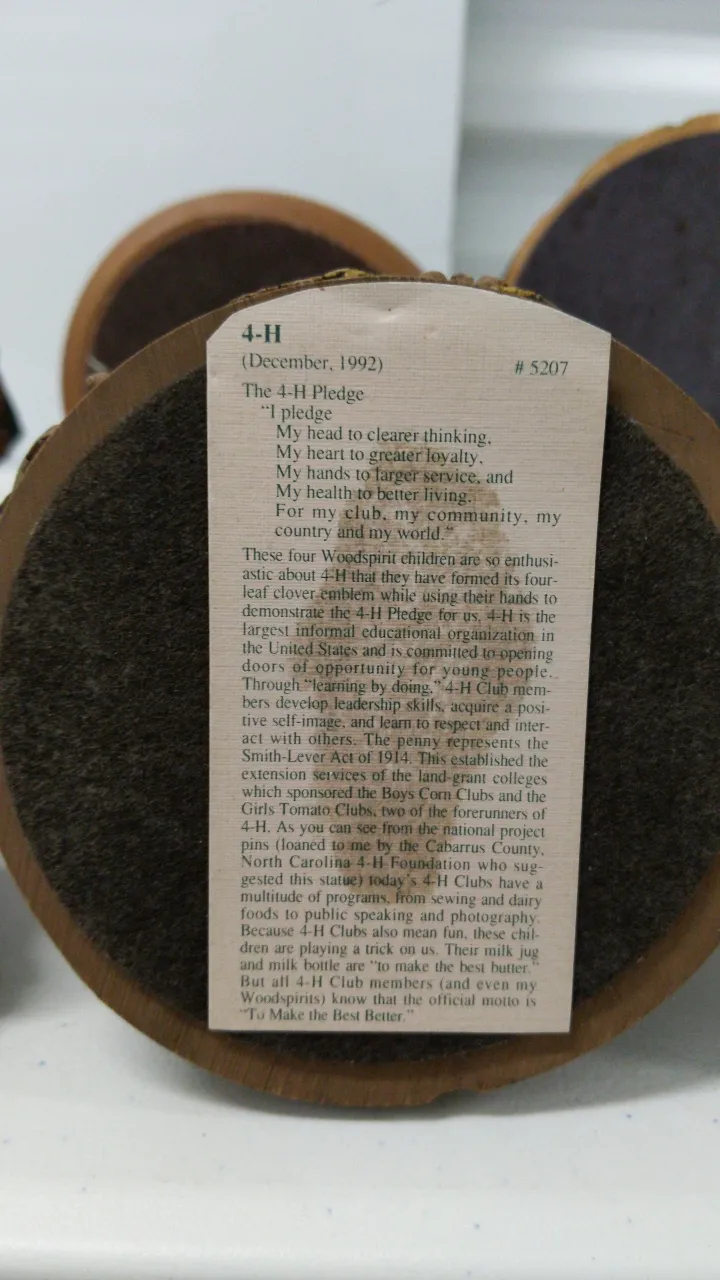 4-H
(December, 1992) # 5207
The 4-H Pledge
"I pledge
My head to clearer thinking,
My heart to greater loyalty,
My hands to larger service, and
My health to better living,
For my club, my community, my
country and my world."
These four Woodspirit children are so enthusi-
astic about 4-H that they have formed its four-
leaf clover emblem while using their hands to
demonstrate the 4-H Pledge for us. 4-H is the
largest informal educational organization in
the United States and is committed to opening
doors of opportunity for young people.
Through "learning by doing," 4-H Club mem-
bers develop leadership skills, acquire a posi-
tive self-image, and learn to respect and inter-
act with others. The penny represents the
Smith-Lever Act of 1914. This established the
extension services of the land-grant colleges
which sponsored the Boys Corn Clubs and the
Girls Tomato Clubs, two of the forerunners of
4-H. As you can see from the national project
pins (loaned to me by the Cabarrus County,
North Carolina 4-H Foundation who sug-
gested this statue) today's 4-H Clubs have a
multitude of programs, from sewing and dairy
foods to public speaking and photography.
Because 4-H Clubs also mean fun, these chil-
dren are playing a trick on us. Their milk jug
and milk bottle are "to make the best butter."
But all 4-H Club members (and even my
Woodspirits) know that the official motto is
"To Make the Best Better."